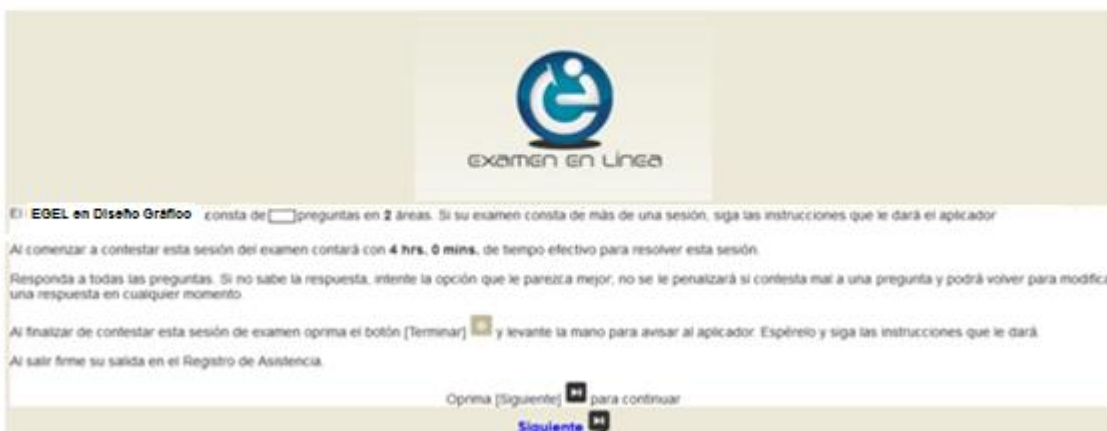 examen en línea
El EGEL en Diseño Gráfico consta de preguntas en 2 áreas. Si su examen consta de más de una sesión, siga las instrucciones que le dará el aplicador
Al comenzar a contestar esta sesión del examen contará con 4 hrs. 0 mins. de tiempo efectivo para resolver esta sesión.
Responda a todas las preguntas. Si no sabe la respuesta, intente la opción que le parezca mejor; no se le penalizará si contesta mal a una pregunta y podrá volver para modifica
una respuesta en cualquier momento.
Al finalizar de contestar esta sesión de examen oprima el botón [Terminar] y levante la mano para avisar al aplicador. Espérelo y siga las instrucciones que le dará.
Al salir firme su salida en el Registro de Asistencia.
Oprima [Siguiente] para continuar
Siguiente